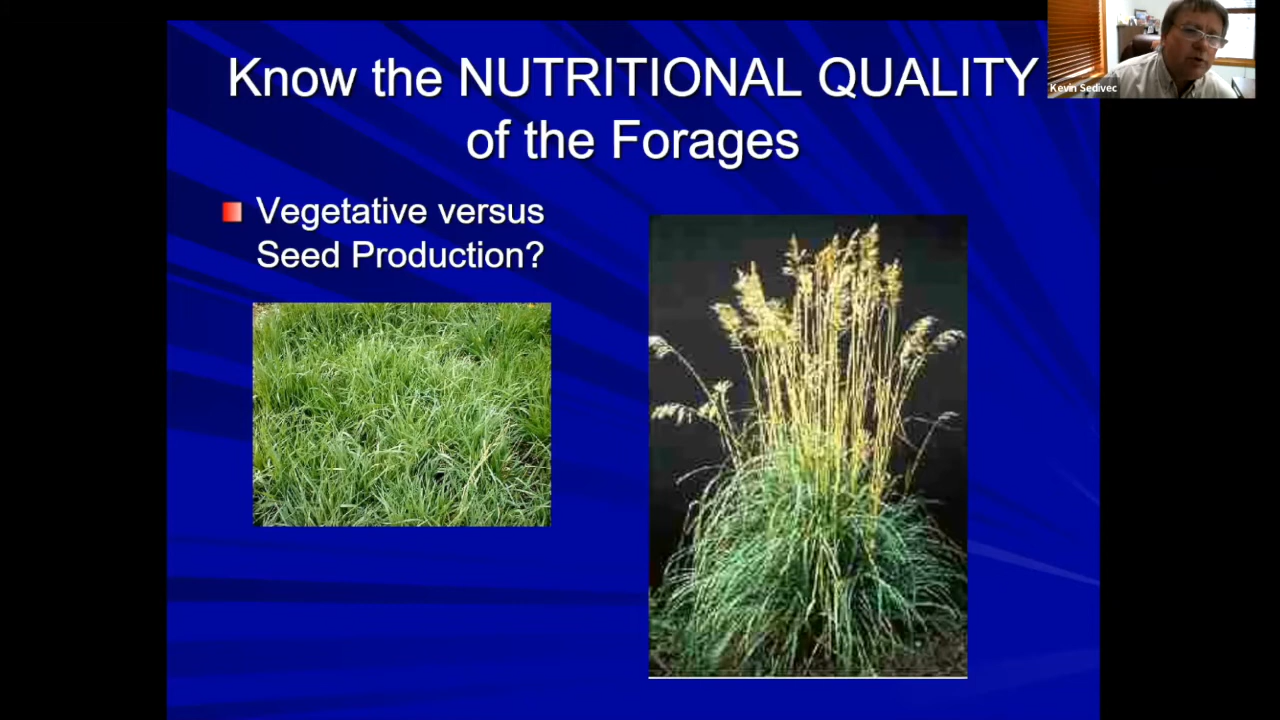 Know the NUTRITIONAL QUALITY
of the Forages
Kevin Sedivec
Vegetative versus
Seed Production?